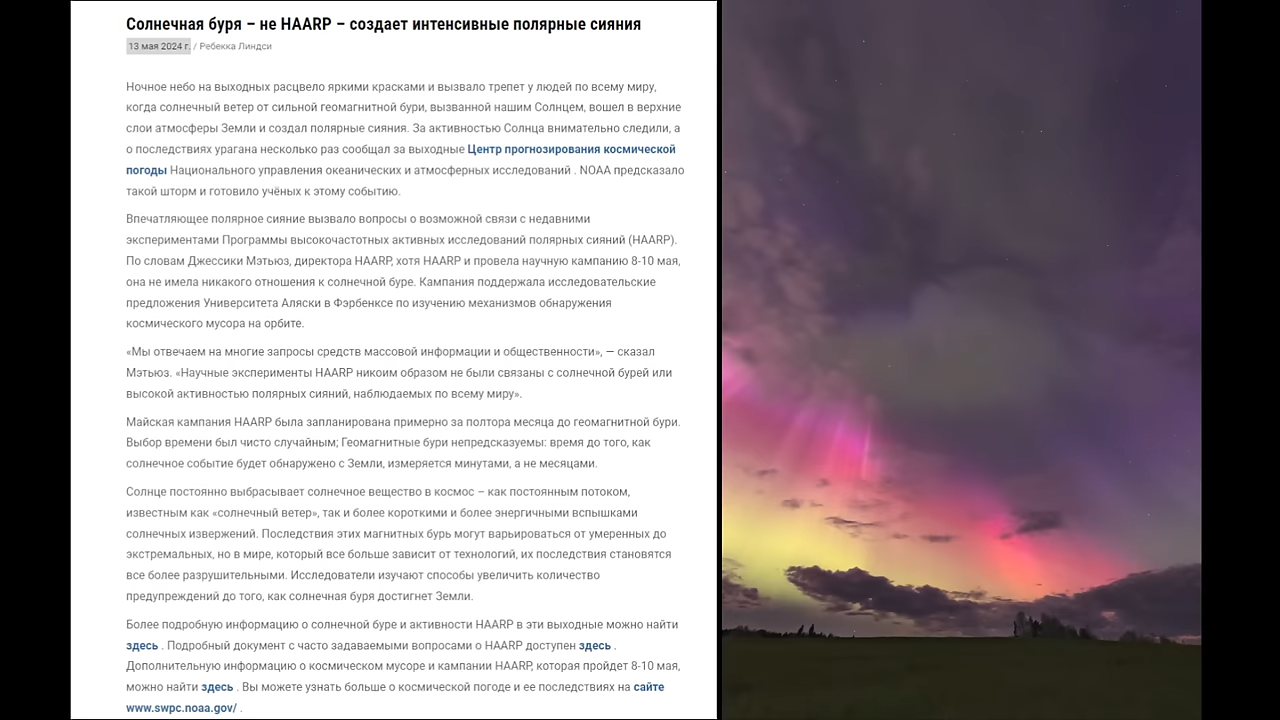 Солнечная буря – не HAARP – создает интенсивные полярные сияния
13 мая 2024 г. / Ребекка Линдси
Ночное небо на выходных расцвело яркими красками и вызвало трепет у людей по всему миру,
когда солнечный ветер от сильной геомагнитной бури, вызванной нашим Солнцем, вошел в верхние
слои атмосферы Земли и создал полярные сияния. За активностью Солнца внимательно следили, а
о последствиях урагана несколько раз сообщал за выходные Центр прогнозирования космической
погоды Национального управления океанических и атмосферных исследований . NOAA предсказало
такой шторм и готовило учёных к этому событию.
Впечатляющее полярное сияние вызвало вопросы о возможной связи с недавними
экспериментами Программы высокочастотных активных исследований полярных сияний (HAARP).
По словам Джессики Мэтьюз, директора HAARP, хотя HAARP и провела научную кампанию 8-10 мая,
она не имела никакого отношения к солнечной буре. Кампания поддержала исследовательские
предложения Университета Аляски в Фэрбенксе по изучению механизмов обнаружения
космического мусора на орбите.
«Мы отвечаем на многие запросы средств массовой информации и общественности», — сказал
Мэтьюз. «Научные эксперименты HAARP никоим образом не были связаны с солнечной бурей или
высокой активностью полярных сияний, наблюдаемых по всему миру».
Майская кампания HAARP была запланирована примерно за полтора месяца до геомагнитной бури.
Выбор времени был чисто случайным; Геомагнитные бури непредсказуемы: время до того, как
солнечное событие будет обнаружено с Земли, измеряется минутами, а не месяцами.
Солнце постоянно выбрасывает солнечное вещество в космос – как постоянным потоком,
известным как «солнечный ветер», так и более короткими и более энергичными вспышками
солнечных извержений. Последствия этих магнитных бурь могут варьироваться от умеренных до
экстремальных, но в мире, который все больше зависит от технологий, их последствия становятся
все более разрушительными. Исследователи изучают способы увеличить количество
предупреждений до того, как солнечная буря достигнет Земли.
Более подробную информацию о солнечной буре и активности HAARP в эти выходные можно найти
здесь . Подробный документ с часто задаваемыми вопросами о HAARP доступен здесь .
Дополнительную информацию о космическом мусоре и кампании HAARP, которая пройдет 8-10 мая,
можно найти здесь . Вы можете узнать больше о космической погоде и ее последствиях на сайте
www.swpc.noaa.gov/ .